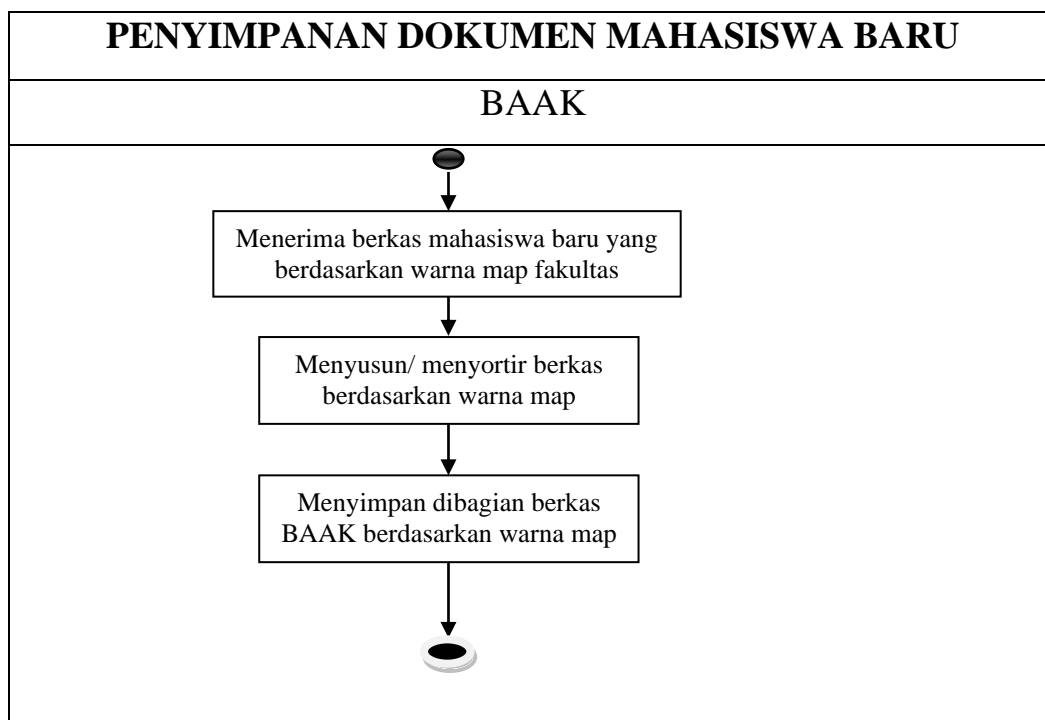 PENYIMPANAN DOKUMEN MAHASISWA BARU
BAAK
Menerima berkas mahasiswa baru yang
berdasarkan warna map fakultas
Menyusun/ menyortir berkas
berdasarkan warna map
Menyimpan dibagian berkas
BAAK berdasarkan warna map